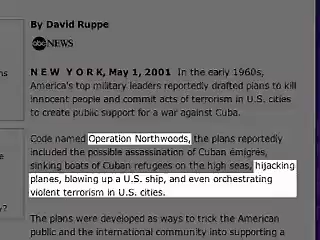 By David Ruppe
abc NEWS
NEW YORK, May 1, 2001 In the early 1960s,
America's top military leaders reportedly drafted plans to kill
innocent people and commit acts of terrorism in U.S. cities
to create public support for a war against Cuba.
Code named Operation Northwoods, the plans reportedly
included the possible assassination of Cuban émigrés,
sinking boats of Cuban refugees on the high seas, hijacking
planes, blowing up a U.S. ship, and even orchestrating
violent terrorism in U.S. cities.
The plans were developed as ways to trick the American
public and the international community into supporting a
ns
y?